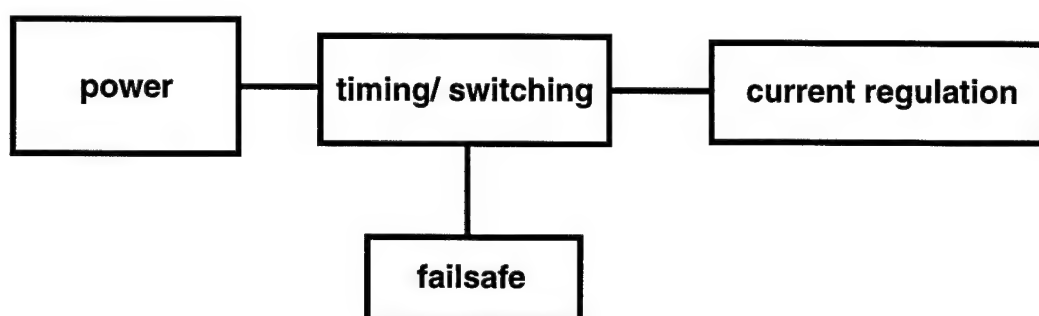 power
timing/ switching
current regulation
failsafe